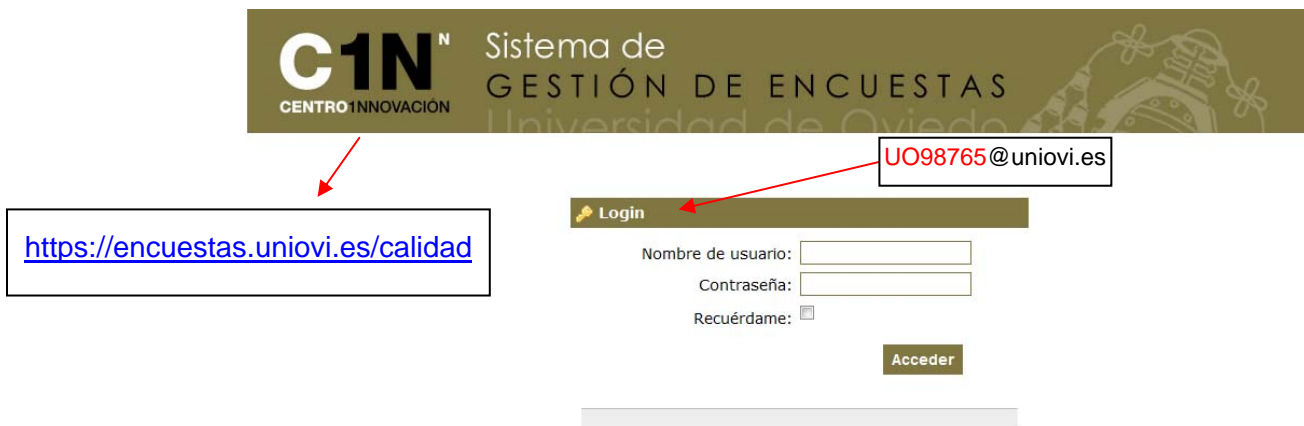 C1N N
CENTRO1NNOVACIÓN
Sistema de
GESTIÓN DE ENCUESTAS
Universidad de Oviedo
UO98765@uniovi.es
https://encuestas.uniovi.es/calidad
Login
Nombre de usuario:
Contraseña:
Recuérdame:
Acceder